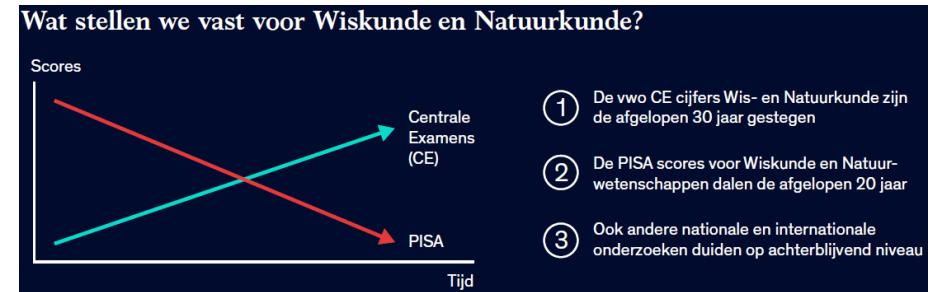 Wat stellen we vast voor Wiskunde en Natuurkunde?
Scores
Centrale
Examens
(CE)
PISA
Tijd
1
De vwo CE cijfers Wis- en Natuurkunde zijn
de afgelopen 30 jaar gestegen
2
De PISA scores voor Wiskunde en Natuur-
wetenschappen dalen de afgelopen 20 jaar
3
Ook andere nationale en internationale
onderzoeken duiden op achterblijvend niveau